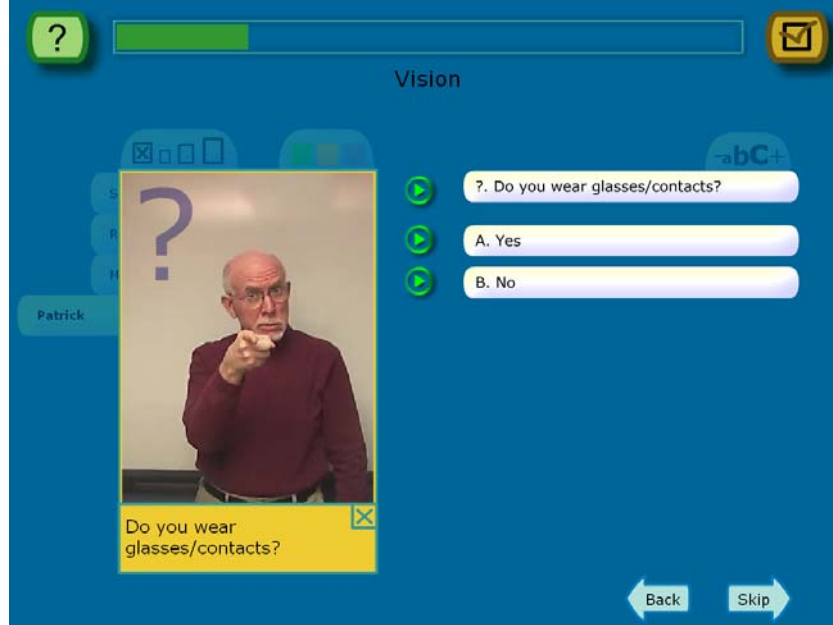 ?
Vision
-abC+
S
R
H
Patrick
?
?. Do you wear glasses/contacts?
A. Yes
B. No
Do you wear
glasses/contacts?
Back
Skip